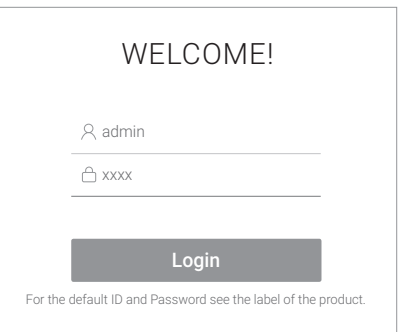 WELCOME!
admin
xxxx
Login
For the default ID and Password see the label of the product.